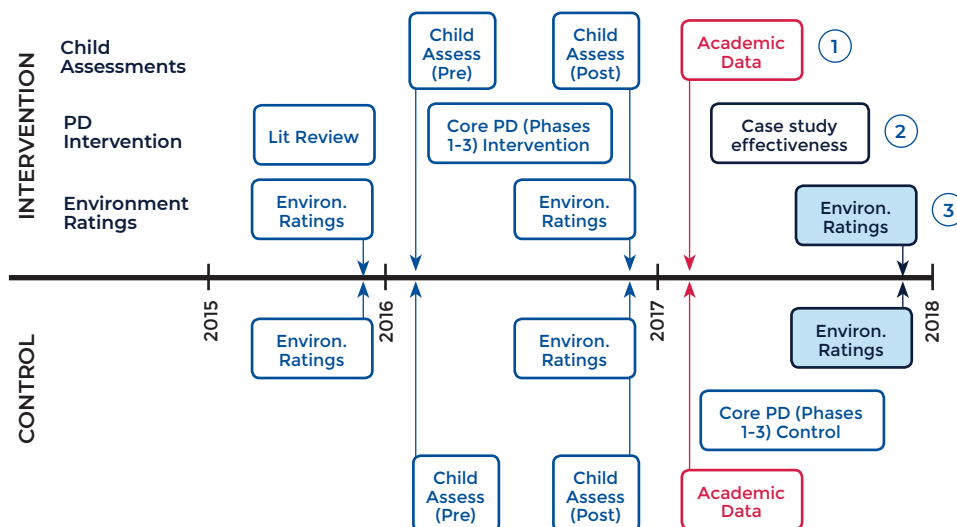 INTERVENTION
Child
Assessments
Child
Assess
(Pre)
Child
Assess
(Post)
Academic
Data
1
PD
Intervention
Lit Review
Core PD (Phases
1-3) Intervention
Case study
effectiveness
2
Environment
Ratings
Environ.
Ratings
Environ.
Ratings
Environ.
Ratings
3
2015
2016
2017
2018
CONTROL
Environ.
Ratings
Environ.
Ratings
Environ.
Ratings
Core PD (Phases
1-3) Control
Child
Assess
(Pre)
Child
Assess
(Post)
Academic
Data